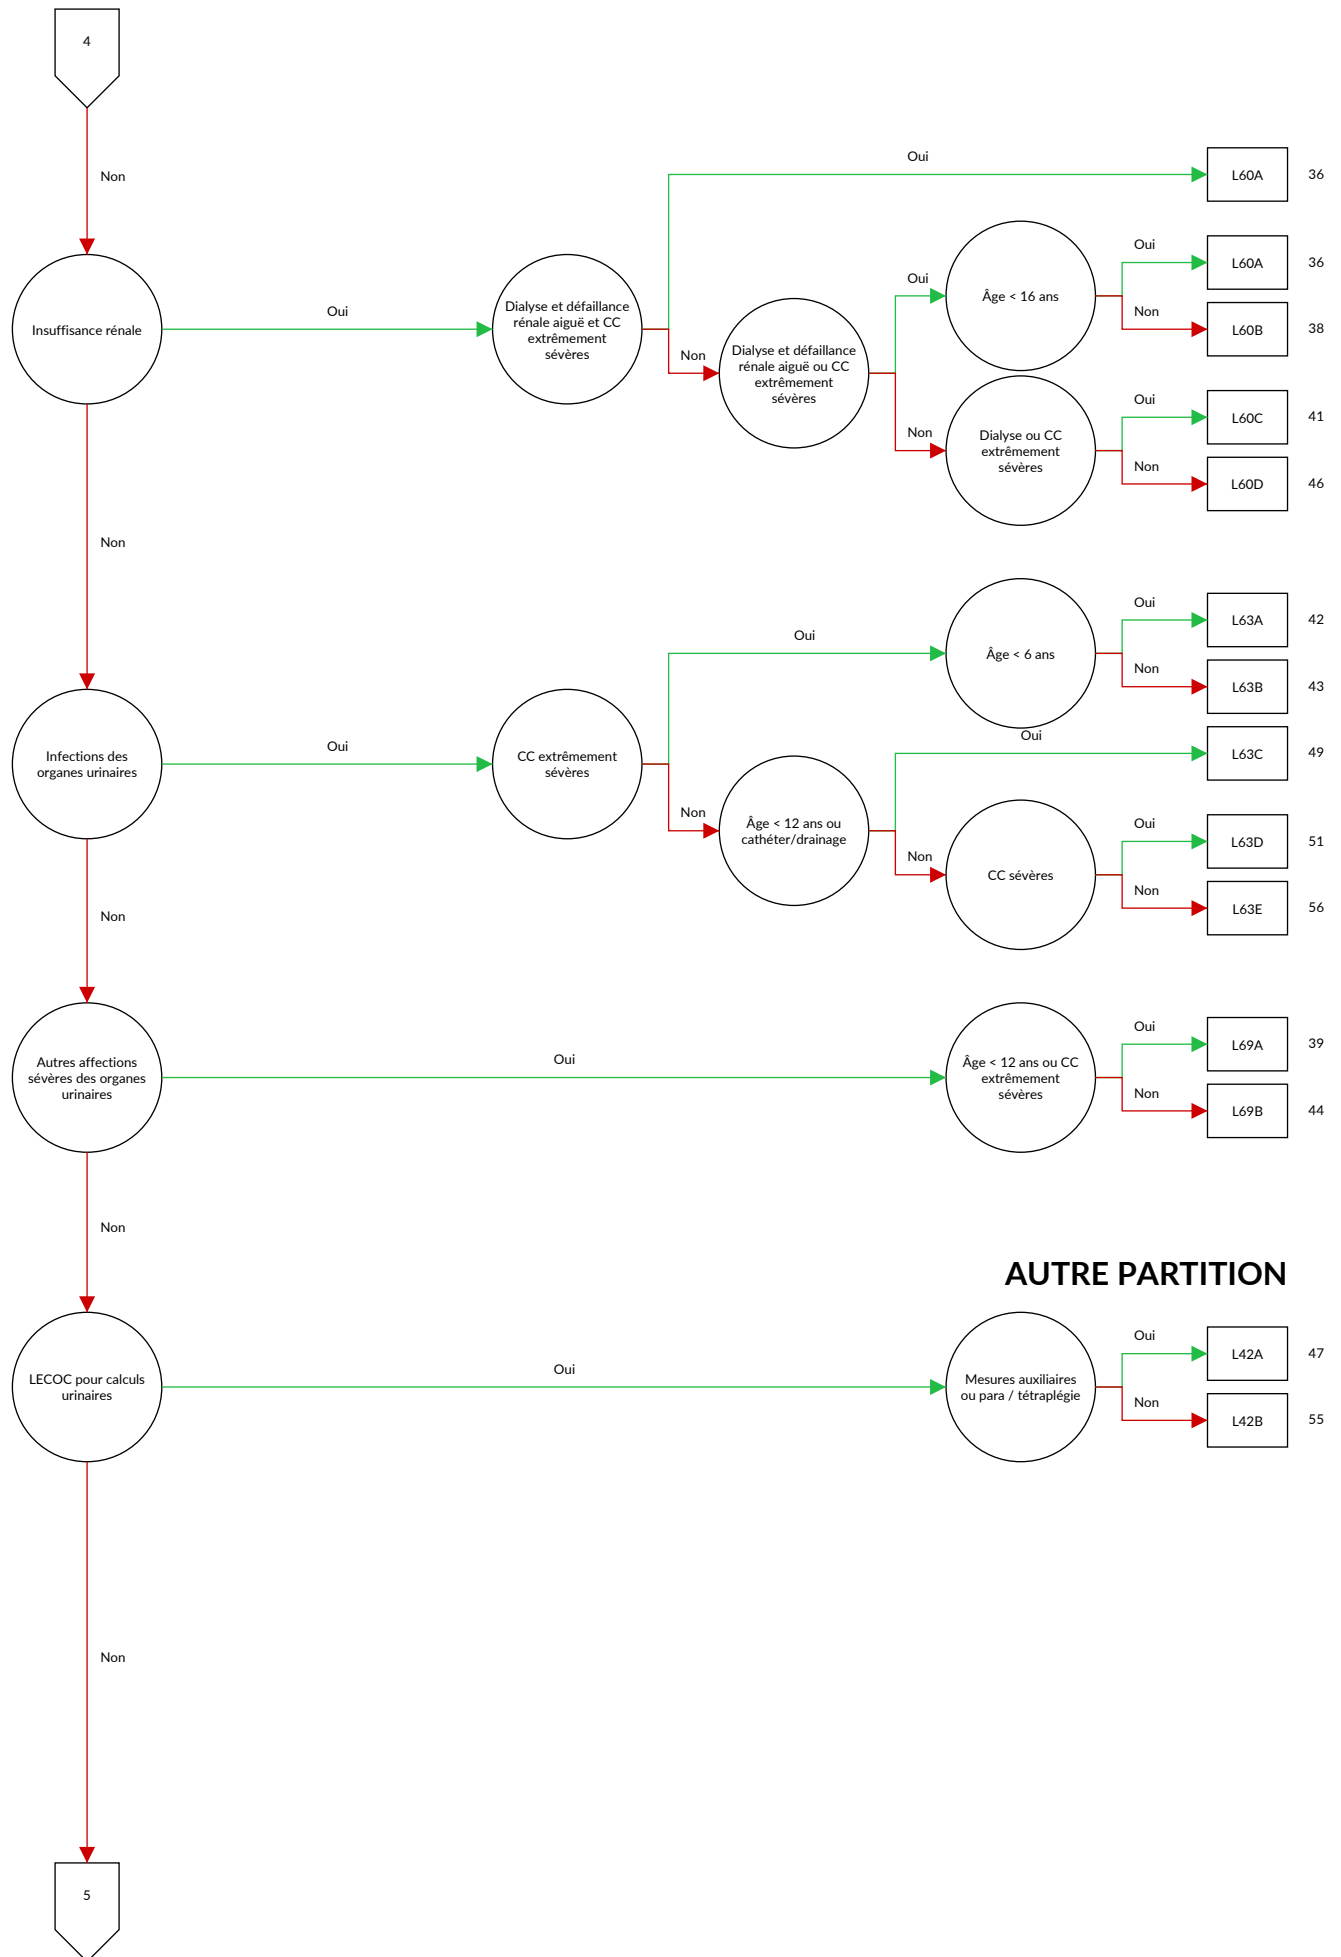 4
Non
Oui
L60A
36
Insuffisance rénale
Oui
Dialyse et défaillance
rénale aiguë et CC
extrêmement
sévères
Non
Dialyse et défaillance
rénale aiguë ou CC
extrêmement
sévères
Oui
Âge < 16 ans
Oui
L60A
36
Non
L60B
38
Non
Dialyse ou CC
extrêmement
sévères
Oui
L60C
41
Non
L60D
46
Non
Infections des
organes urinaires
Oui
CC extrêmement
sévères
Oui
Âge < 6 ans
Oui
L63A
42
Non
L63B
43
Non
Âge < 12 ans ou
cathéter/drainage
Oui
L63C
49
Non
CC sévères
Oui
L63D
51
Non
L63E
56
Non
Autres affections
sévères des organes
urinaires
Oui
Âge < 12 ans ou CC
extrêmement
sévères
Oui
L69A
39
Non
L69B
44
Non
AUTRE PARTITION
LECOC pour calculs
urinaires
Oui
Mesures auxiliaires
ou para / tétraplégie
Oui
L42A
47
Non
L42B
55
Non
5